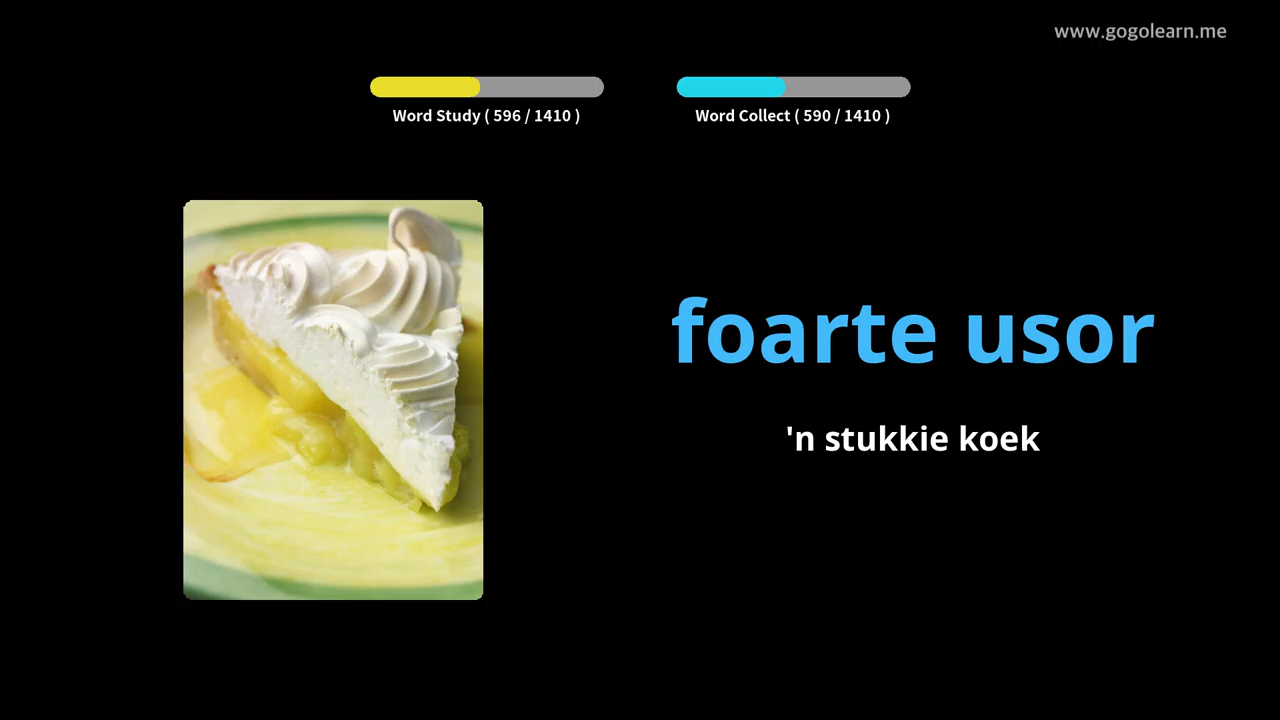 www.gogolearn.me
Word Study ( 596 / 1410 )
Word Collect ( 590 / 1410 )
foarte usor
'n stukkie koek